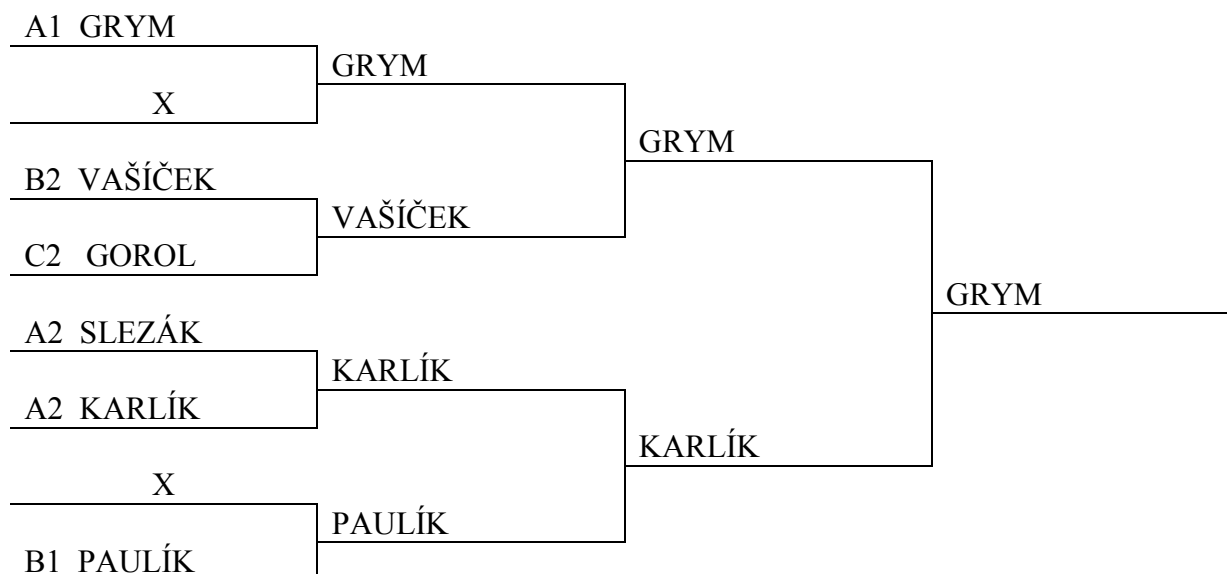 A1 GRYM
X
B2 VAŠÍČEK
C2 GOROL
A2 SLEZÁK
A2 KARLÍK
X
B1 PAULÍK
GRYM
VAŠÍČEK
KARLÍK
PAULÍK
GRYM
KARLÍK
GRYM